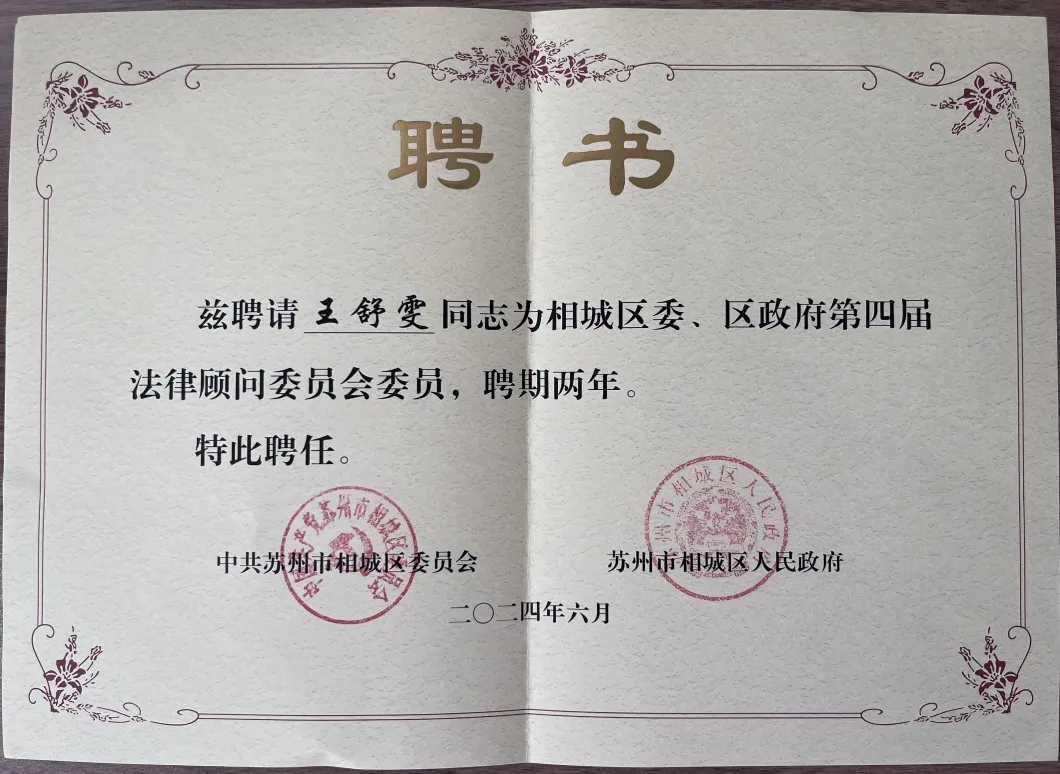 聘书
兹聘请王舒雯同志为相城区委、区政府第四届
法律顾问委员会委员，聘期两年。
特此聘任。
中共苏州市相城区委员会
苏州市相城区人民政府
二〇二四年六月